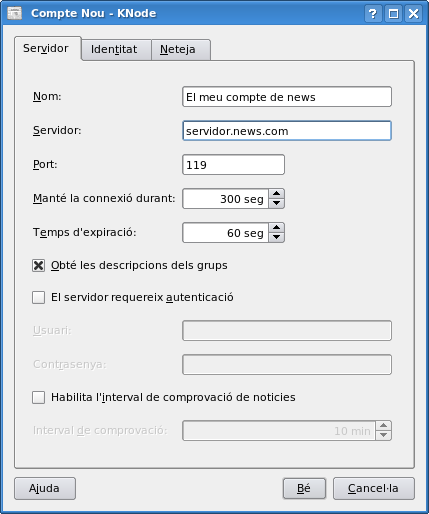 Compte Nou - KNode
Servidor Identitat Neteja
Nom: El meu compte de news
Servidor: servidor.news.com
Port: 119
Manté la connexió durant: 300 seg
Temps d'expiració: 60 seg
Obté les descripcions dels grups
El servidor requereix autenticació
Usuari:
Contrasenya:
Habilita l'interval de comprovació de noticies
Interval de comprovació: 10 min
Ajuda Bé Cancel·la